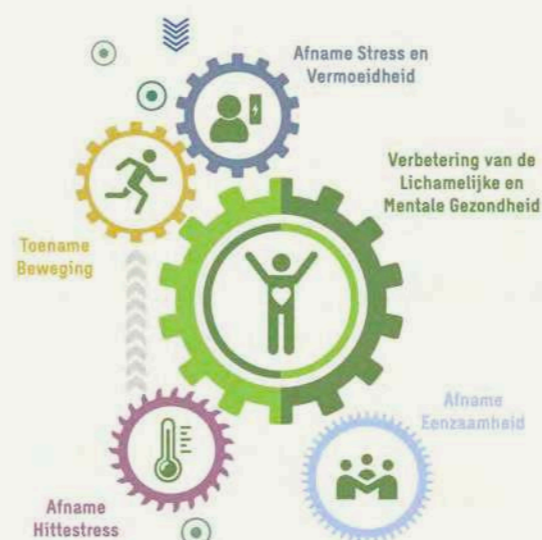 Afname Stress en
Vermoeidheid
Verbetering van de
Lichamelijke en
Mentale Gezondheid
Toename
Beweging
Afname
Eenzaamheid
Afname
Hittestress